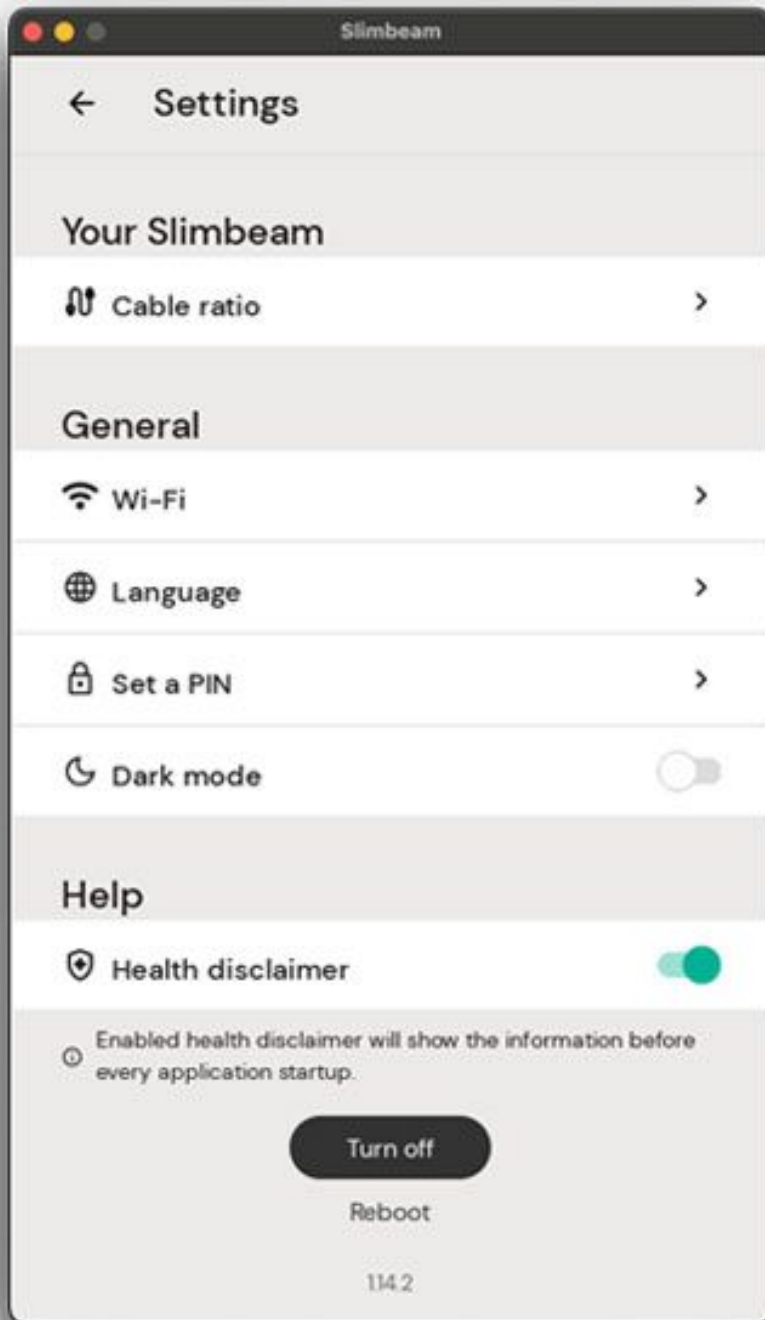 Slimbeam
Settings
Your Slimbeam
Cable ratio
General
Wi-Fi
Language
Set a PIN
Dark mode
Help
Health disclaimer
Enabled health disclaimer will show the information before
every application startup.
Turn off
Reboot
1.14.2